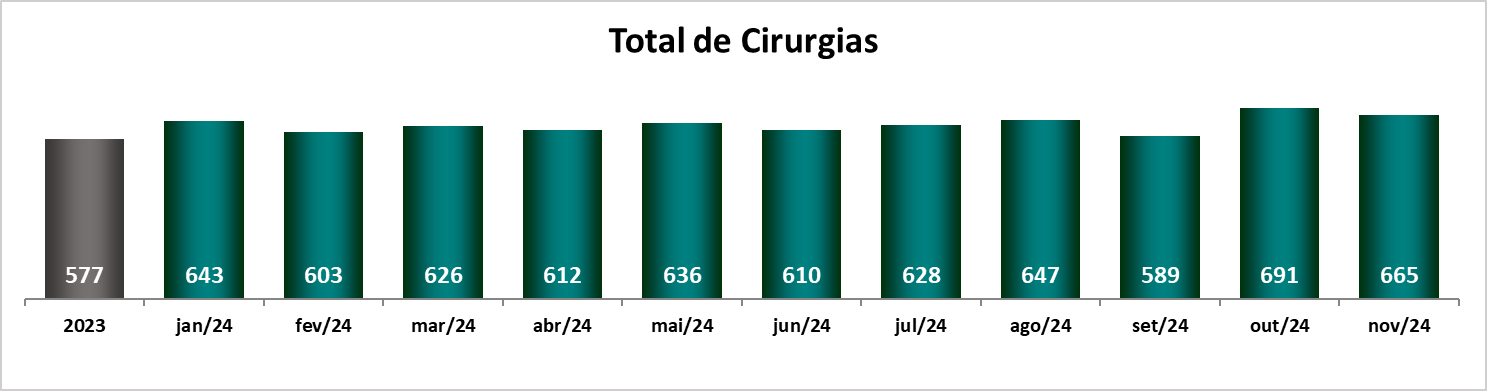 Total de Cirurgias
577 643 603 626 612 636 610 628 647 589 691 665
2023 jan/24 fev/24 mar/24 abr/24 mai/24 jun/24 jul/24 ago/24 set/24 out/24 nov/24